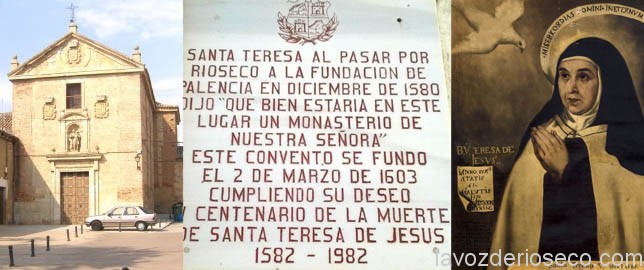 SANTA TERESA AL PASAR POR
RIOSECO A LA FUNDACION DE
PALENCIA EN DICIEMBRE DE 1580
DIJO "QUE BIEN ESTARIA EN ESTE
LUGAR UN MONASTERIO DE
NUESTRA SEÑORA"
ESTE CONVENTO SE FUNDO
EL 2 DE MARZO DE 1603
CUMPLIENDO SU DESEO
V CENTENARIO DE LA MUERTE
DE SANTA TERESA DE JESUS
1582 - 1982
MISERICORDIAS DOMINI IN ETERNUM
B.V. TERESA DE
JESUS
lavozderioseco.com